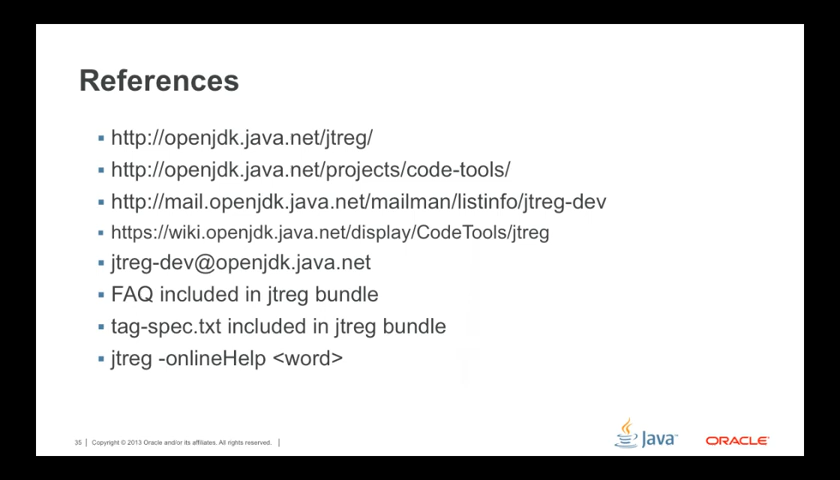 References
http://openjdk.java.net/jtreg/
http://openjdk.java.net/projects/code-tools/
http://mail.openjdk.java.net/mailman/listinfo/jtreg-dev
https://wiki.openjdk.java.net/display/CodeTools/jtreg
jtreg-dev@openjdk.java.net
FAQ included in jtreg bundle
tag-spec.txt included in jtreg bundle
jtreg -onlineHelp <word>
35 | Copyright © 2013 Oracle and/or its affiliates. All rights reserved. | Java™ ORACLE®